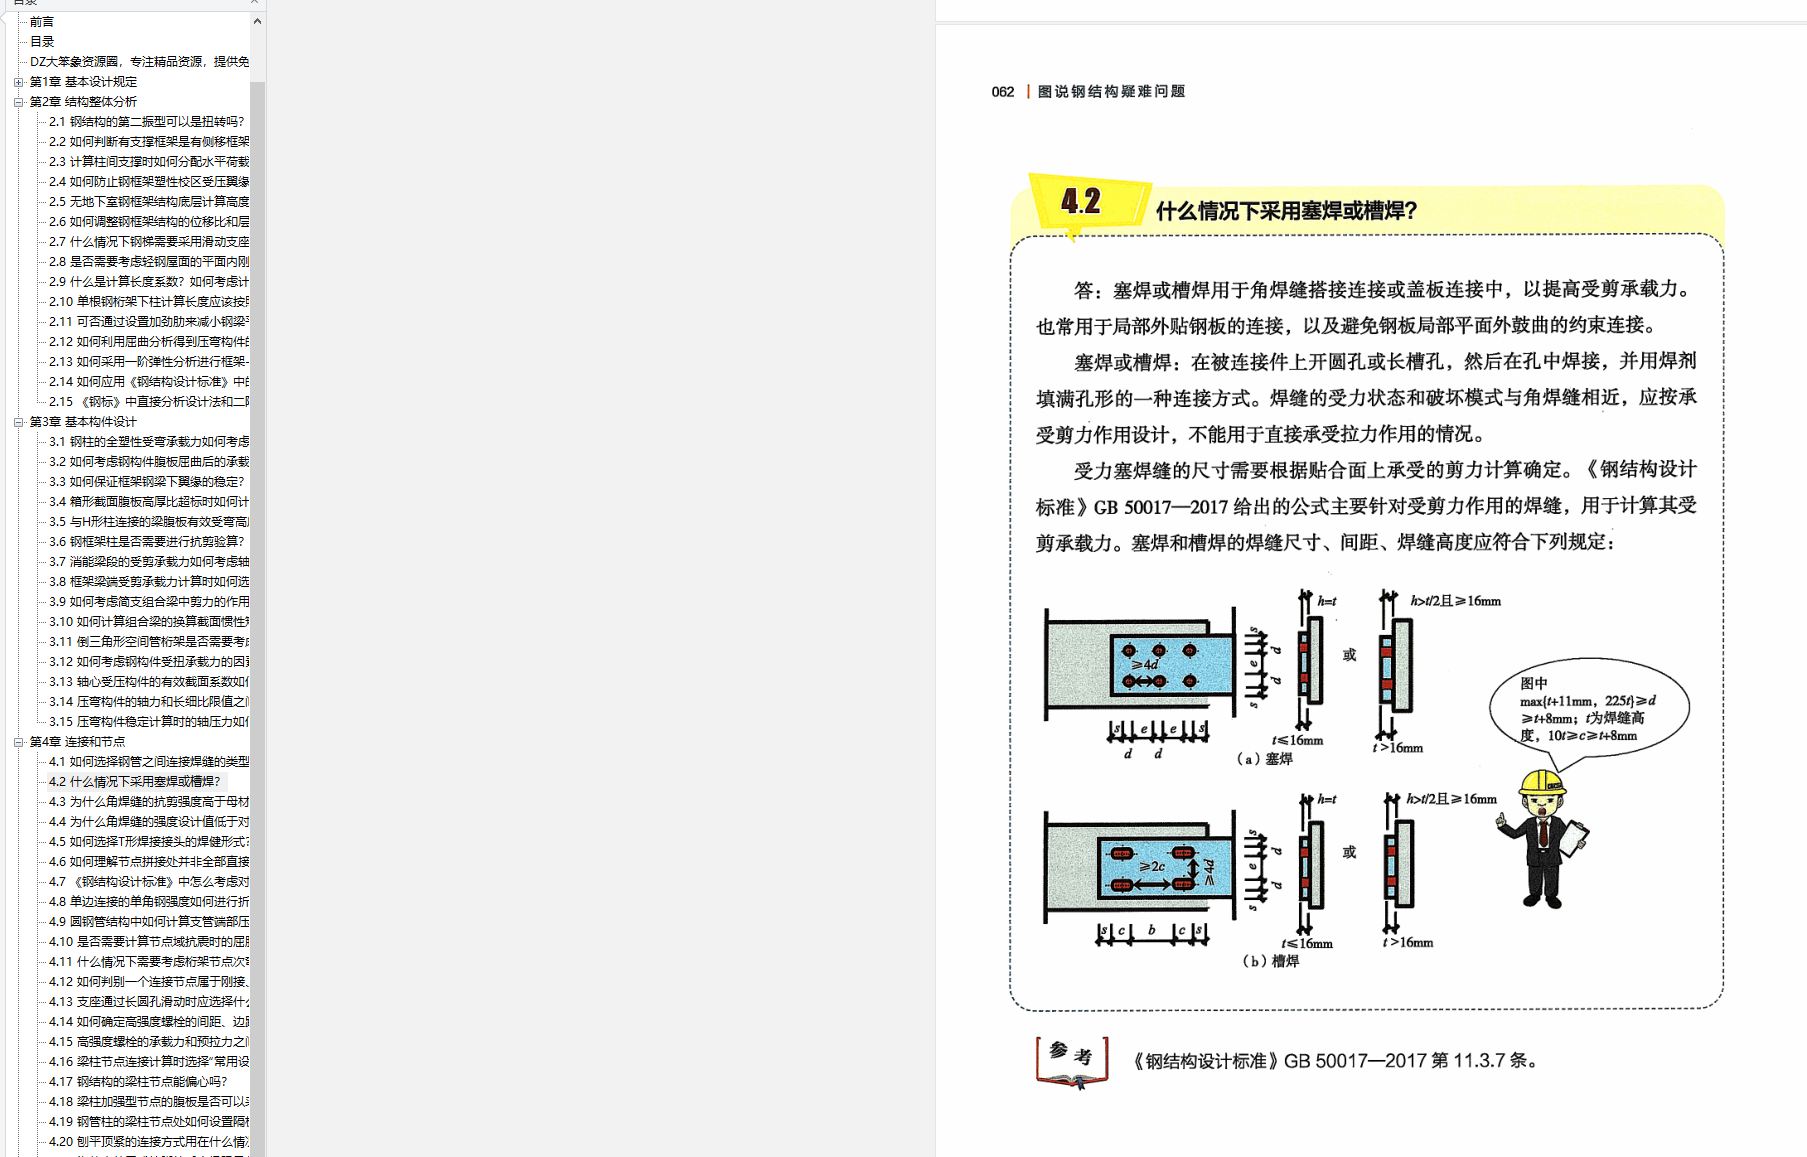 目录
前言
目录
DZ大笨象资源圆，专注精品资源，提供免
第1章 基本设计规定
第2章 结构整体分析
2.1 钢结构的第二振型可以是扭转吗？
2.2 如何判断有支撑框架是有侧移框架
2.3 计算柱间支撑时如何分配水平荷载
2.4 如何防止钢框架塑性校区受压翼缘
2.5 无地下室钢框架结构底层计算高度
2.6 如何调整钢框架结构的位移比和层
2.7 什么情况下钢梯需要采用滑动支座
2.8 是否需要考虑轻钢屋面的平面内刚
2.9 什么是计算长度系数？如何考虑计
2.10 单根钢桁架下柱计算长度应该按照
2.11 可否通过设置加劲肋来减小钢梁
2.12 如何利用屈曲分析得到压弯构件的
2.13 如何采用一阶弹性分析进行框架-
2.14 如何应用《钢结构设计标准》中的
2.15 《钢标》中直接分析设计法和二阶
第3章 基本构件设计
3.1 钢柱的全塑性受弯承载力如何考虑
3.2 如何考虑钢构件腹板屈曲后的承载
3.3 如何保证框架钢梁下翼缘的稳定？
3.4 箱形截面腹板高厚比超标时如何计
3.5 与H形柱连接的梁腹板有效受弯高
3.6 钢框架柱是否需要进行抗剪验算？
3.7 消能梁段的受剪承载力如何考虑轴
3.8 框架梁端受剪承载力计算时如何选
3.9 如何考虑简支组合梁中剪力的作用
3.10 如何计算组合梁的换算截面惯性矩
3.11 倒三角形空间管桁架是否需要考虑
3.12 如何考虑钢构件受扭承载力的因素
3.13 轴心受压构件的有效截面系数如何
3.14 压弯构件的轴力和长细比限值之间
3.15 压弯构件稳定计算时的轴压力如何
第4章 连接和节点
4.1 如何选择钢管之间连接焊缝的类型
4.2 什么情况下采用塞焊或槽焊？
4.3 为什么角焊缝的抗剪强度高于母材
4.4 为什么角焊缝的强度设计值低于对
4.5 如何选择T形焊接接头的焊健形式？
4.6 如何理解节点拼接处并非全部直接
4.7 《钢结构设计标准》中怎么考虑对
4.8 单边连接的单角钢强度如何进行折
4.9 圆钢管结构中如何计算支管端部压
4.10 是否需要计算节点域抗震时的屈服
4.11 什么情况下需要考虑桁架节点次弯
4.12 如何判别一个连接节点属于刚接、
4.13 支座通过长圆孔滑动时应选择什么
4.14 如何确定高强度螺栓的间距、边距
4.15 高强度螺栓的承载力和预拉力之间
4.16 梁柱节点连接计算时选择“常用设
4.17 钢结构的梁柱节点能偏心吗？
4.18 梁柱加强型节点的腹板是否可以采
4.19 钢管柱的梁柱节点处如何设置隔板
4.20 刨平顶紧的连接方式用在什么情况
062 图说钢结构疑难问题
4.2 什么情况下采用塞焊或槽焊？
答：塞焊或槽焊用于角焊缝搭接连接或盖板连接中，以提高受剪承载力。
也常用于局部外贴钢板的连接，以及避免钢板局部平面外鼓曲的约束连接。
塞焊或槽焊：在被连接件上开圆孔或长槽孔，然后在孔中焊接，并用焊剂
填满孔形的一种连接方式。焊缝的受力状态和破坏模式与角焊缝相近，应按承
受剪力作用设计，不能用于直接承受拉力作用的情况。
受力塞焊缝的尺寸需要根据贴合面上承受的剪力计算确定。《钢结构设计
标准》GB 50017—2017 给出的公式主要针对受剪力作用的焊缝，用于计算其受
剪承载力。塞焊和槽焊的焊缝尺寸、间距、焊缝高度应符合下列规定：
h=t
h>t/2且≥16mm
≥4d
s
d
e
d
s
或
s e e s
d d
t≤16mm
t>16mm
（a）塞焊
图中
max{t+11mm，225t}≥d
≥t+8mm；t为焊缝高
度，10t≥c≥t+8mm
h=t
h>t/2且≥16mm
≥2c
≥4d
s
d
e
d
s
或
s c b c s
t≤16mm
t>16mm
（b）槽焊
参考
《钢结构设计标准》GB 50017—2017 第 11.3.7 条。